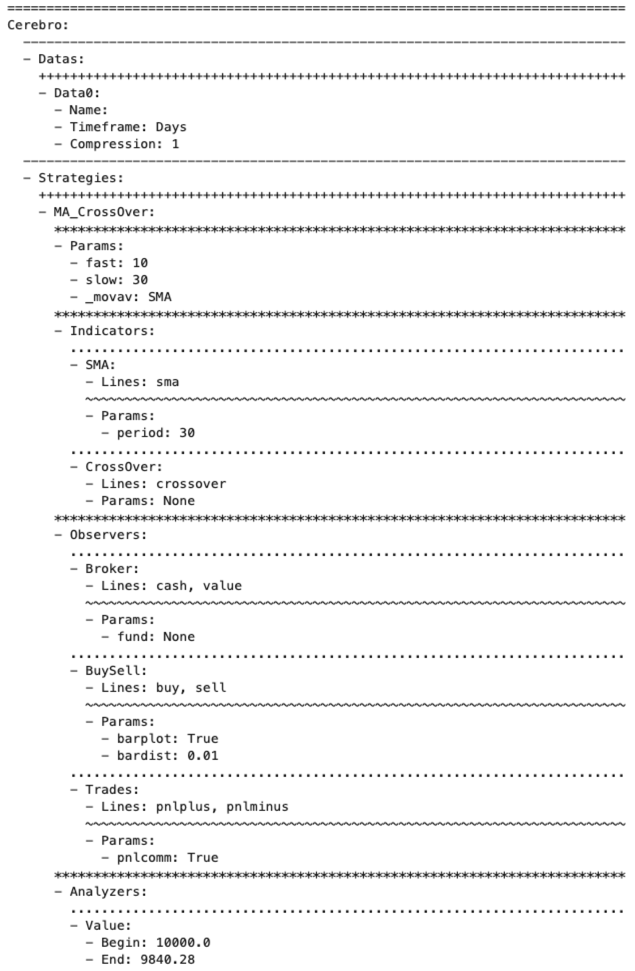 ===============================================================================
Cerebro:
  -----------------------------------------------------------------------------
  - Datas:
    +++++++++++++++++++++++++++++++++++++++++++++++++++++++++++++++++++++++++++
    - Data0:
      - Name:
      - Timeframe: Days
      - Compression: 1
  -----------------------------------------------------------------------------
  - Strategies:
    +++++++++++++++++++++++++++++++++++++++++++++++++++++++++++++++++++++++++++
    - MA_CrossOver:
      *************************************************************************
      - Params:
        - fast: 10
        - slow: 30
        - _movav: SMA
      *************************************************************************
      - Indicators:
        .......................................................................
        - SMA:
          - Lines: sma
          ~~~~~~~~~~~~~~~~~~~~~~~~~~~~~~~~~~~~~~~~~~~~~~~~~~~~~~~~~~~~~~~~~~~~~
          - Params:
            - period: 30
        .......................................................................
        - CrossOver:
          - Lines: crossover
          - Params: None
      *************************************************************************
      - Observers:
        .......................................................................
        - Broker:
          - Lines: cash, value
          ~~~~~~~~~~~~~~~~~~~~~~~~~~~~~~~~~~~~~~~~~~~~~~~~~~~~~~~~~~~~~~~~~~~~~
          - Params:
            - fund: None
        .......................................................................
        - BuySell:
          - Lines: buy, sell
          ~~~~~~~~~~~~~~~~~~~~~~~~~~~~~~~~~~~~~~~~~~~~~~~~~~~~~~~~~~~~~~~~~~~~~
          - Params:
            - barplot: True
            - bardist: 0.01
        .......................................................................
        - Trades:
          - Lines: pnlplus, pnlminus
          ~~~~~~~~~~~~~~~~~~~~~~~~~~~~~~~~~~~~~~~~~~~~~~~~~~~~~~~~~~~~~~~~~~~~~
          - Params:
            - pnlcomm: True
      *************************************************************************
      - Analyzers:
        .......................................................................
        - Value:
          - Begin: 10000.0
          - End: 9840.28